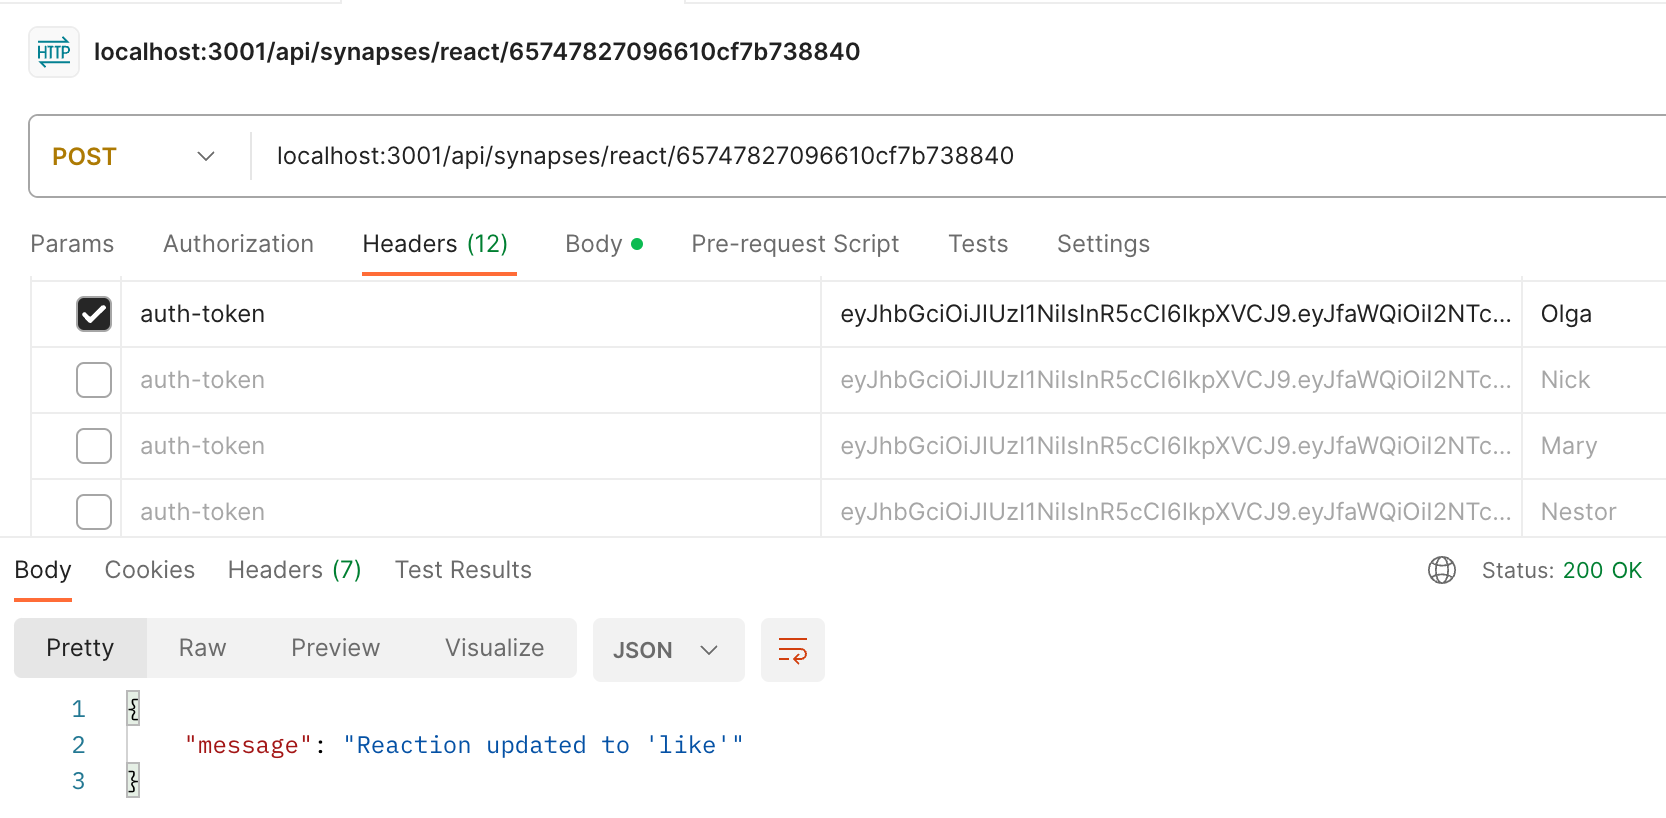 HTTP localhost:3001/api/synapses/react/65747827096610cf7b738840
POST localhost:3001/api/synapses/react/65747827096610cf7b738840
Params Authorization Headers (12) Body Pre-request Script Tests Settings
auth-token eyJhbGciOiJIUzI1NiIsInR5cCI6IkpXVCJ9.eyJfaWQiOiI2NTc... Olga
auth-token eyJhbGciOiJIUzI1NiIsInR5cCI6IkpXVCJ9.eyJfaWQiOiI2NTc... Nick
auth-token eyJhbGciOiJIUzI1NiIsInR5cCI6IkpXVCJ9.eyJfaWQiOiI2NTc... Mary
auth-token eyJhbGciOiJIUzI1NiIsInR5cCI6IkpXVCJ9.eyJfaWQiOiI2NTc... Nestor
Body Cookies Headers (7) Test Results Status: 200 OK
Pretty Raw Preview Visualize JSON
1 {
2 "message": "Reaction updated to 'like'"
3 }